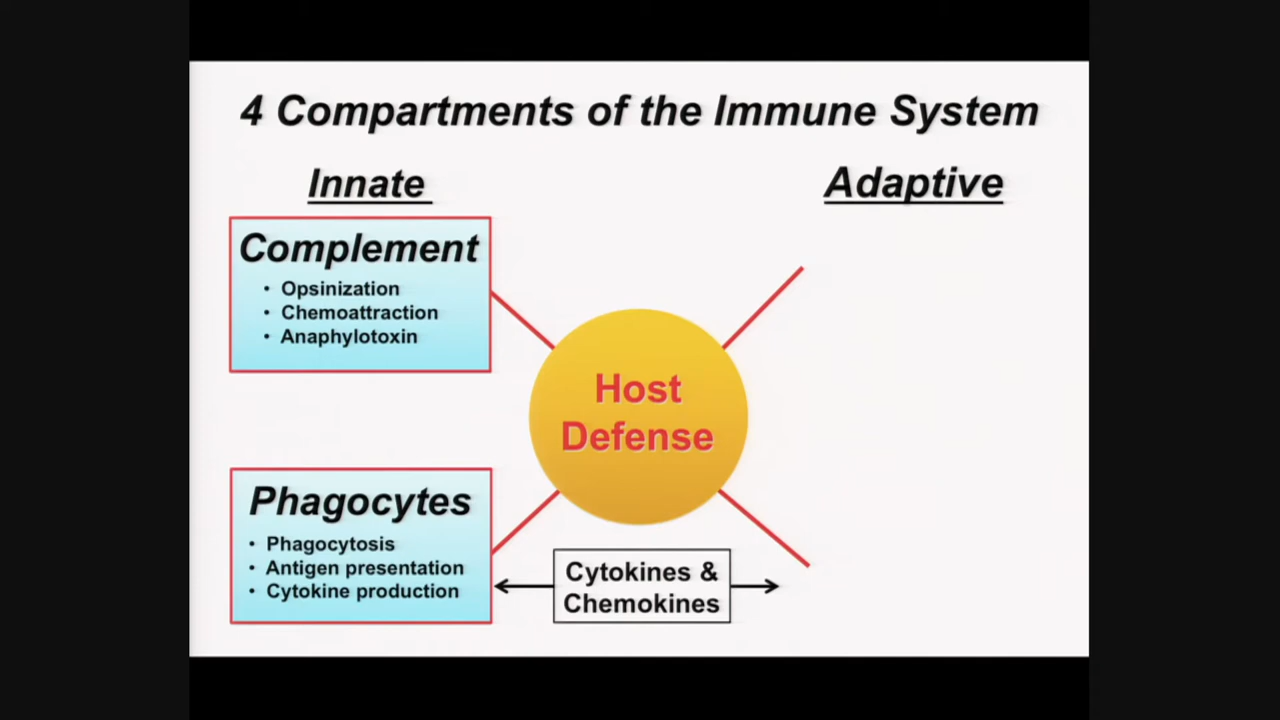 4 Compartments of the Immune System
Innate
Adaptive
Complement
• Opsinization
• Chemoattraction
• Anaphylotoxin
Host
Defense
Phagocytes
• Phagocytosis
• Antigen presentation
• Cytokine production
Cytokines &
Chemokines